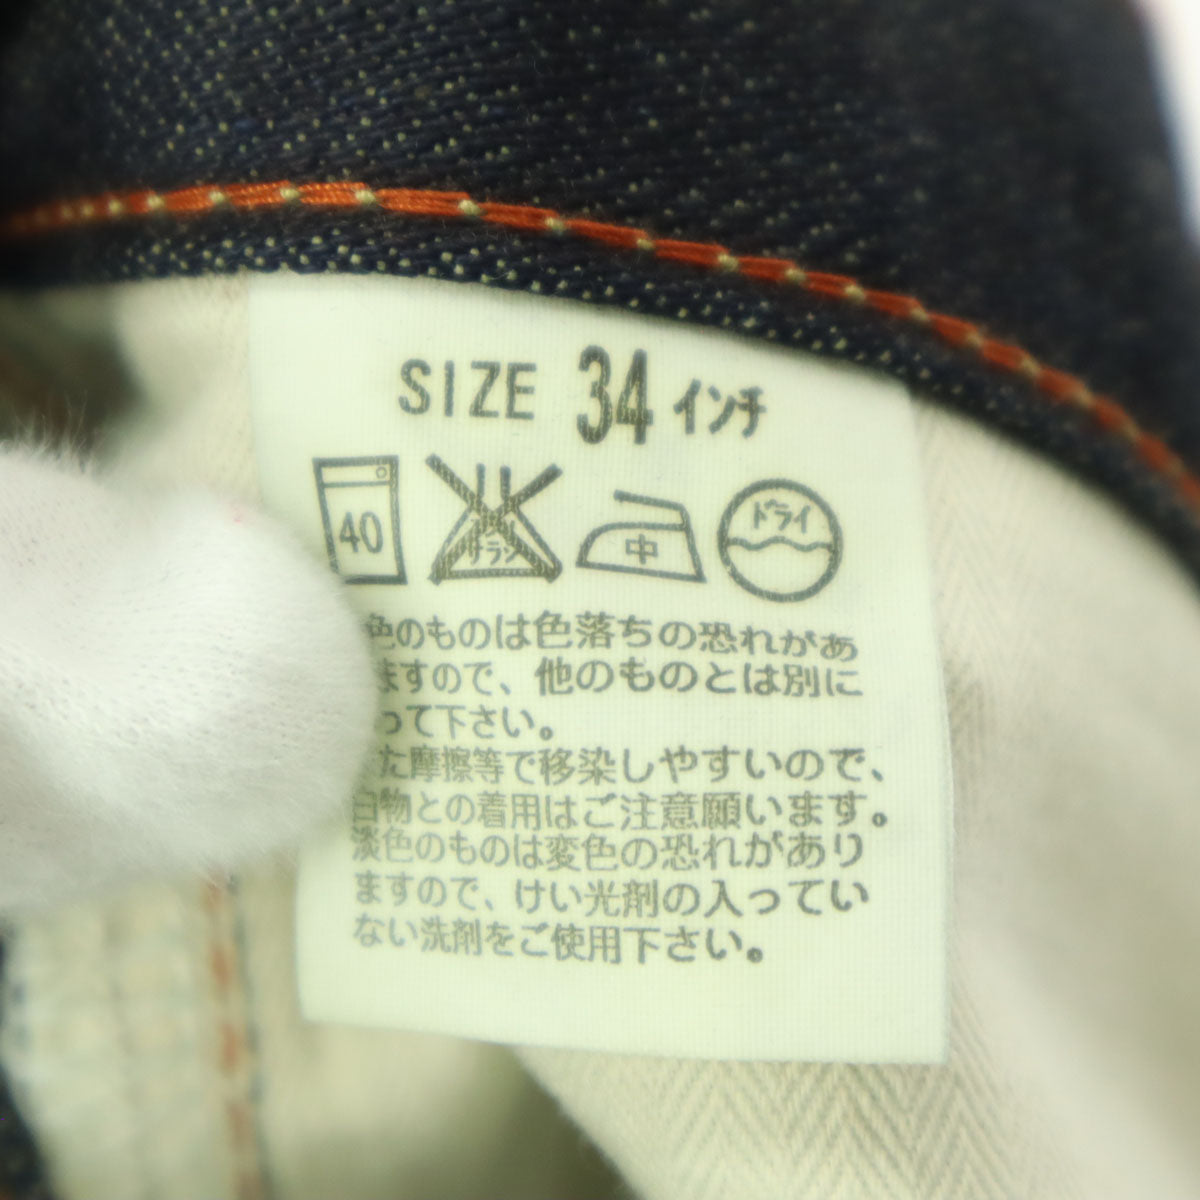 SIZE 34 インチ
40
サラシ
中
ドライ
色のものは色落ちの恐れがあ
ますので、他のものとは別に
って下さい。
た摩擦等で移染しやすいので、
白物との着用はご注意願います。
淡色のものは変色の恐れがあり
ますので、けい光剤の入ってい
ない洗剤をご使用下さい。